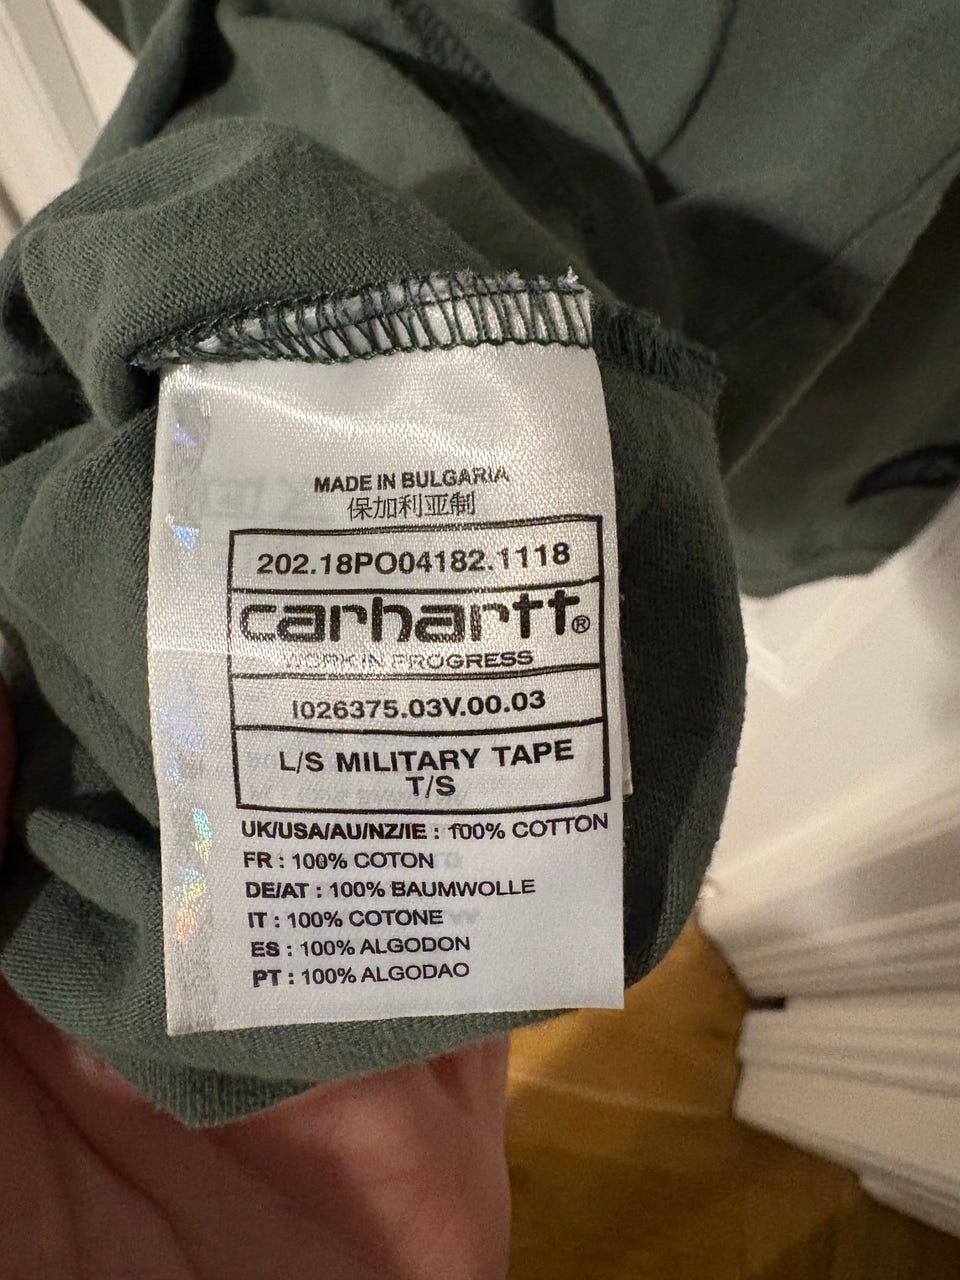 MADE IN BULGARIA
保加利亚制
202.18PO04182.1118
carhartt®
WORK IN PROGRESS
I026375.03V.00.03
L/S MILITARY TAPE
T/S
UK/USA/AU/NZ/IE : 100% COTTON
FR : 100% COTON
DE/AT : 100% BAUMWOLLE
IT : 100% COTONE
ES : 100% ALGODON
PT : 100% ALGODAO